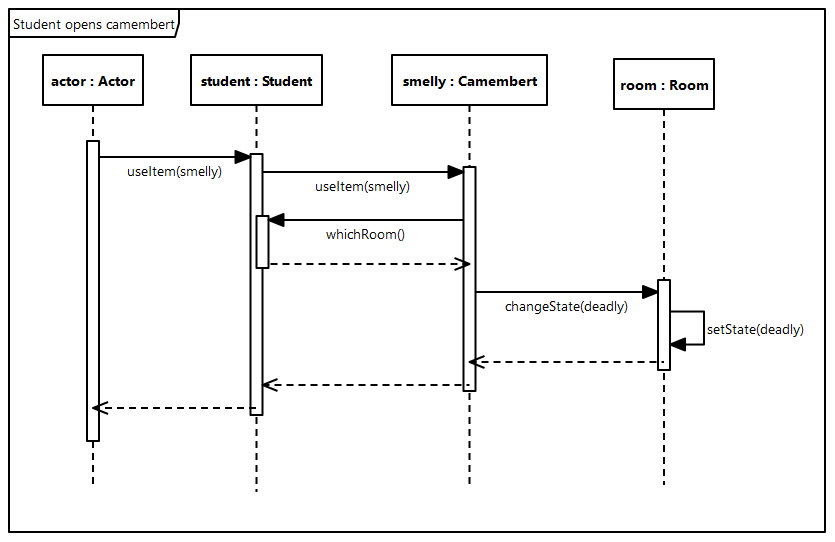 Student opens camembert
actor : Actor
student : Student
smelly : Camembert
room : Room
useItem(smelly)
useItem(smelly)
whichRoom()
changeState(deadly)
setState(deadly)